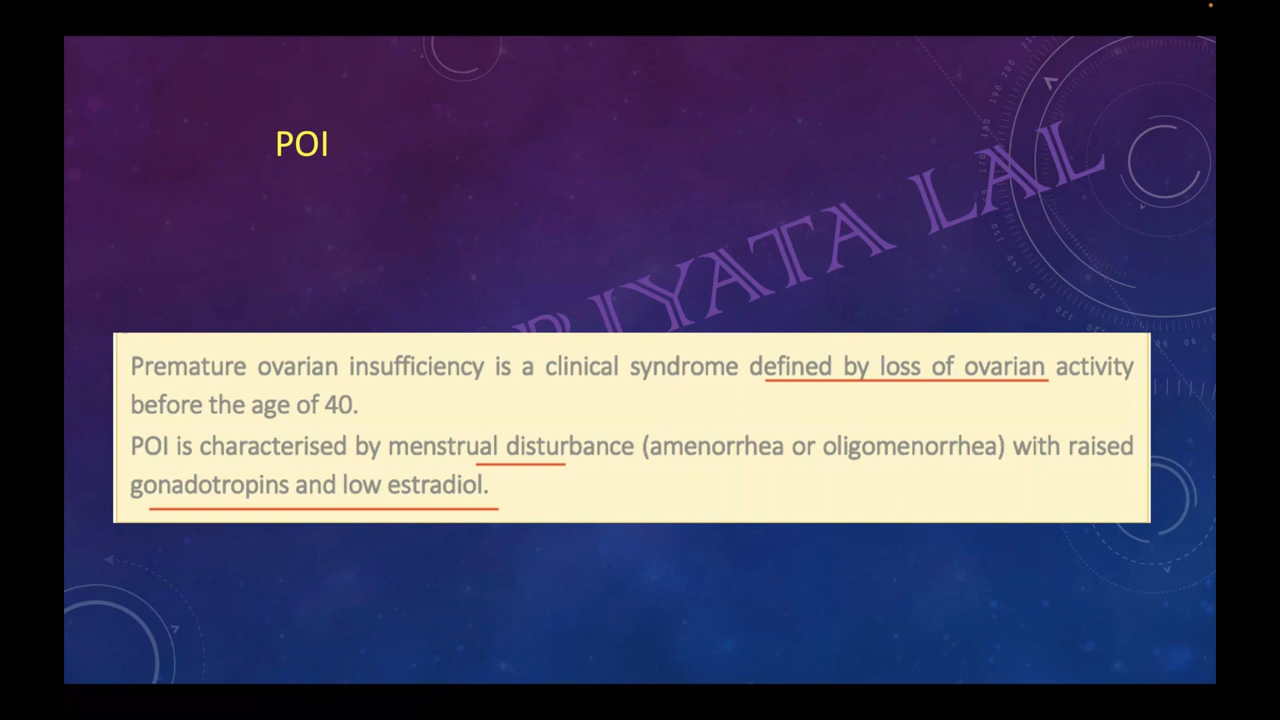 POI
LAL
Premature ovarian insufficiency is a clinical syndrome defined by loss of ovarian activity
before the age of 40.
POI is characterised by menstrual disturbance (amenorrhea or oligomenorrhea) with raised
gonadotropins and low estradiol.